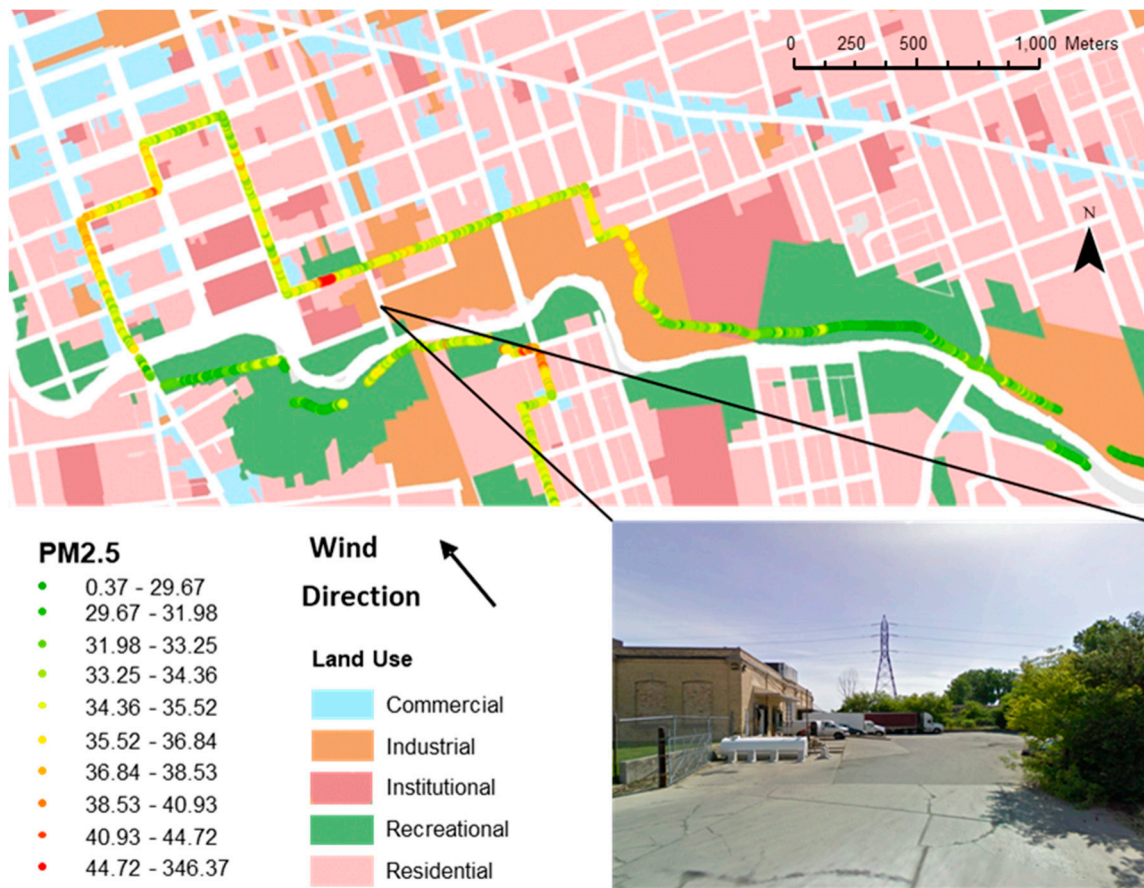 0 250 500 1,000 Meters
N
PM2.5
0.37 - 29.67
29.67 - 31.98
31.98 - 33.25
33.25 - 34.36
34.36 - 35.52
35.52 - 36.84
36.84 - 38.53
38.53 - 40.93
40.93 - 44.72
44.72 - 346.37
Wind
Direction
Land Use
Commercial
Industrial
Institutional
Recreational
Residential